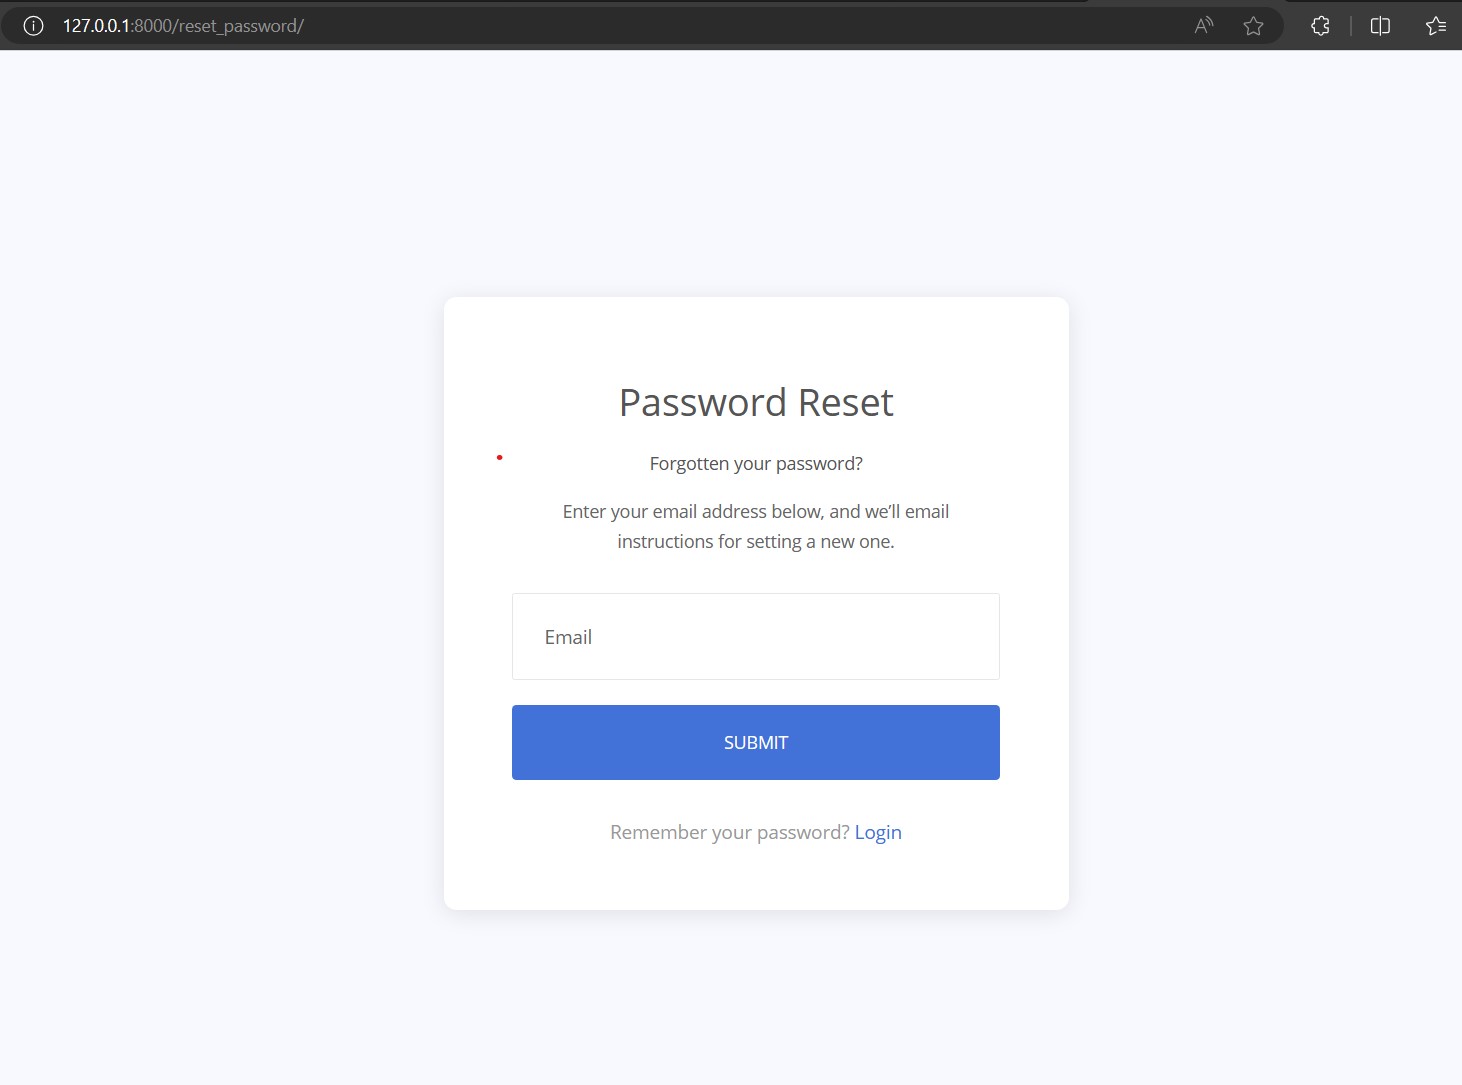 127.0.0.1:8000/reset_password/
Password Reset
Forgotten your password?
Enter your email address below, and we’ll email
instructions for setting a new one.
Email
SUBMIT
Remember your password? Login